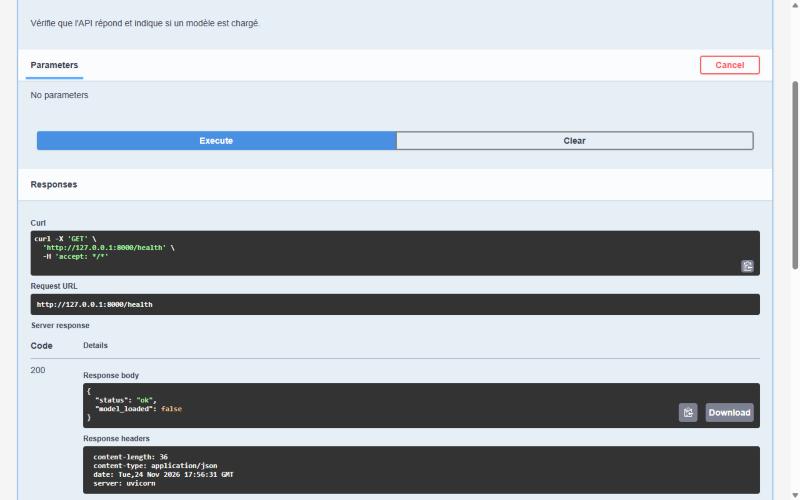 Vérifie que l'API répond et indique si un modèle est chargé.
Parameters
Cancel
No parameters
Execute
Clear
Responses
Curl
curl -X 'GET' \
'http://127.0.0.1:8000/health' \
-H 'accept: */*'
Request URL
http://127.0.0.1:8000/health
Server response
Code Details
200
Response body
{
"status": "ok",
"model_loaded": false
}
Download
Response headers
content-length: 36
content-type: application/json
date: Tue,24 Nov 2026 17:56:31 GMT
server: uvicorn